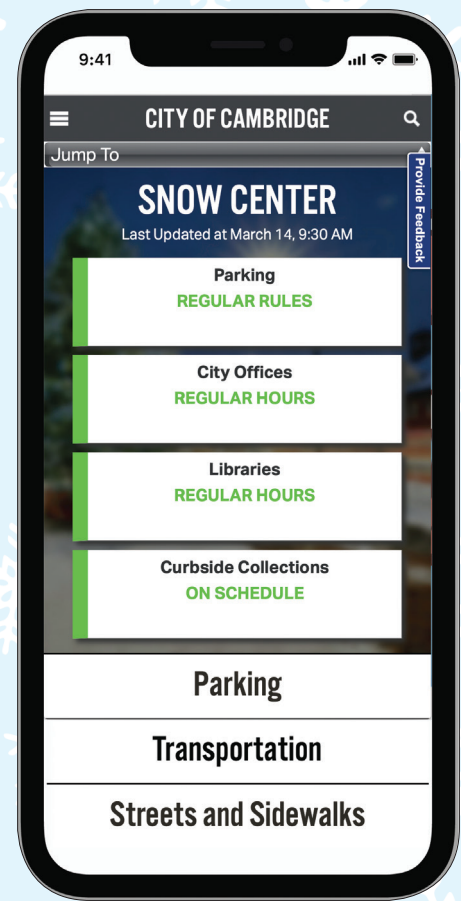 9:41
CITY OF CAMBRIDGE
Jump To
Provide Feedback
SNOW CENTER
Last Updated at March 14, 9:30 AM
Parking
REGULAR RULES
City Offices
REGULAR HOURS
Libraries
REGULAR HOURS
Curbside Collections
ON SCHEDULE
Parking
Transportation
Streets and Sidewalks